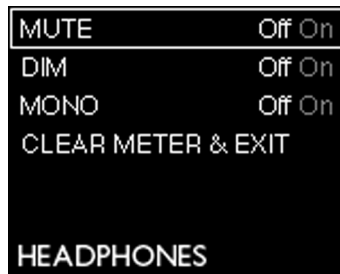 MUTE Off On
DIM Off On
MONO Off On
CLEAR METER & EXIT
HEADPHONES